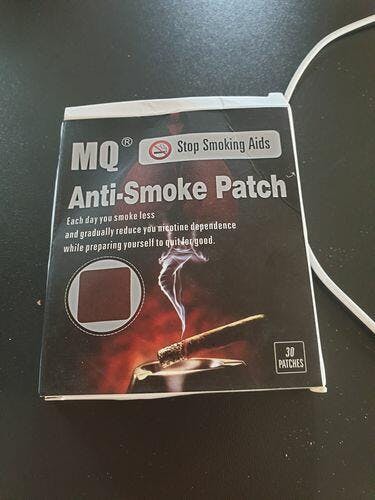 MQ®
Stop Smoking Aids
Anti-Smoke Patch
Each day you smoke less
and gradually reduce you nicotine dependence
while preparing yourself to quit for good.
30
PATCHES